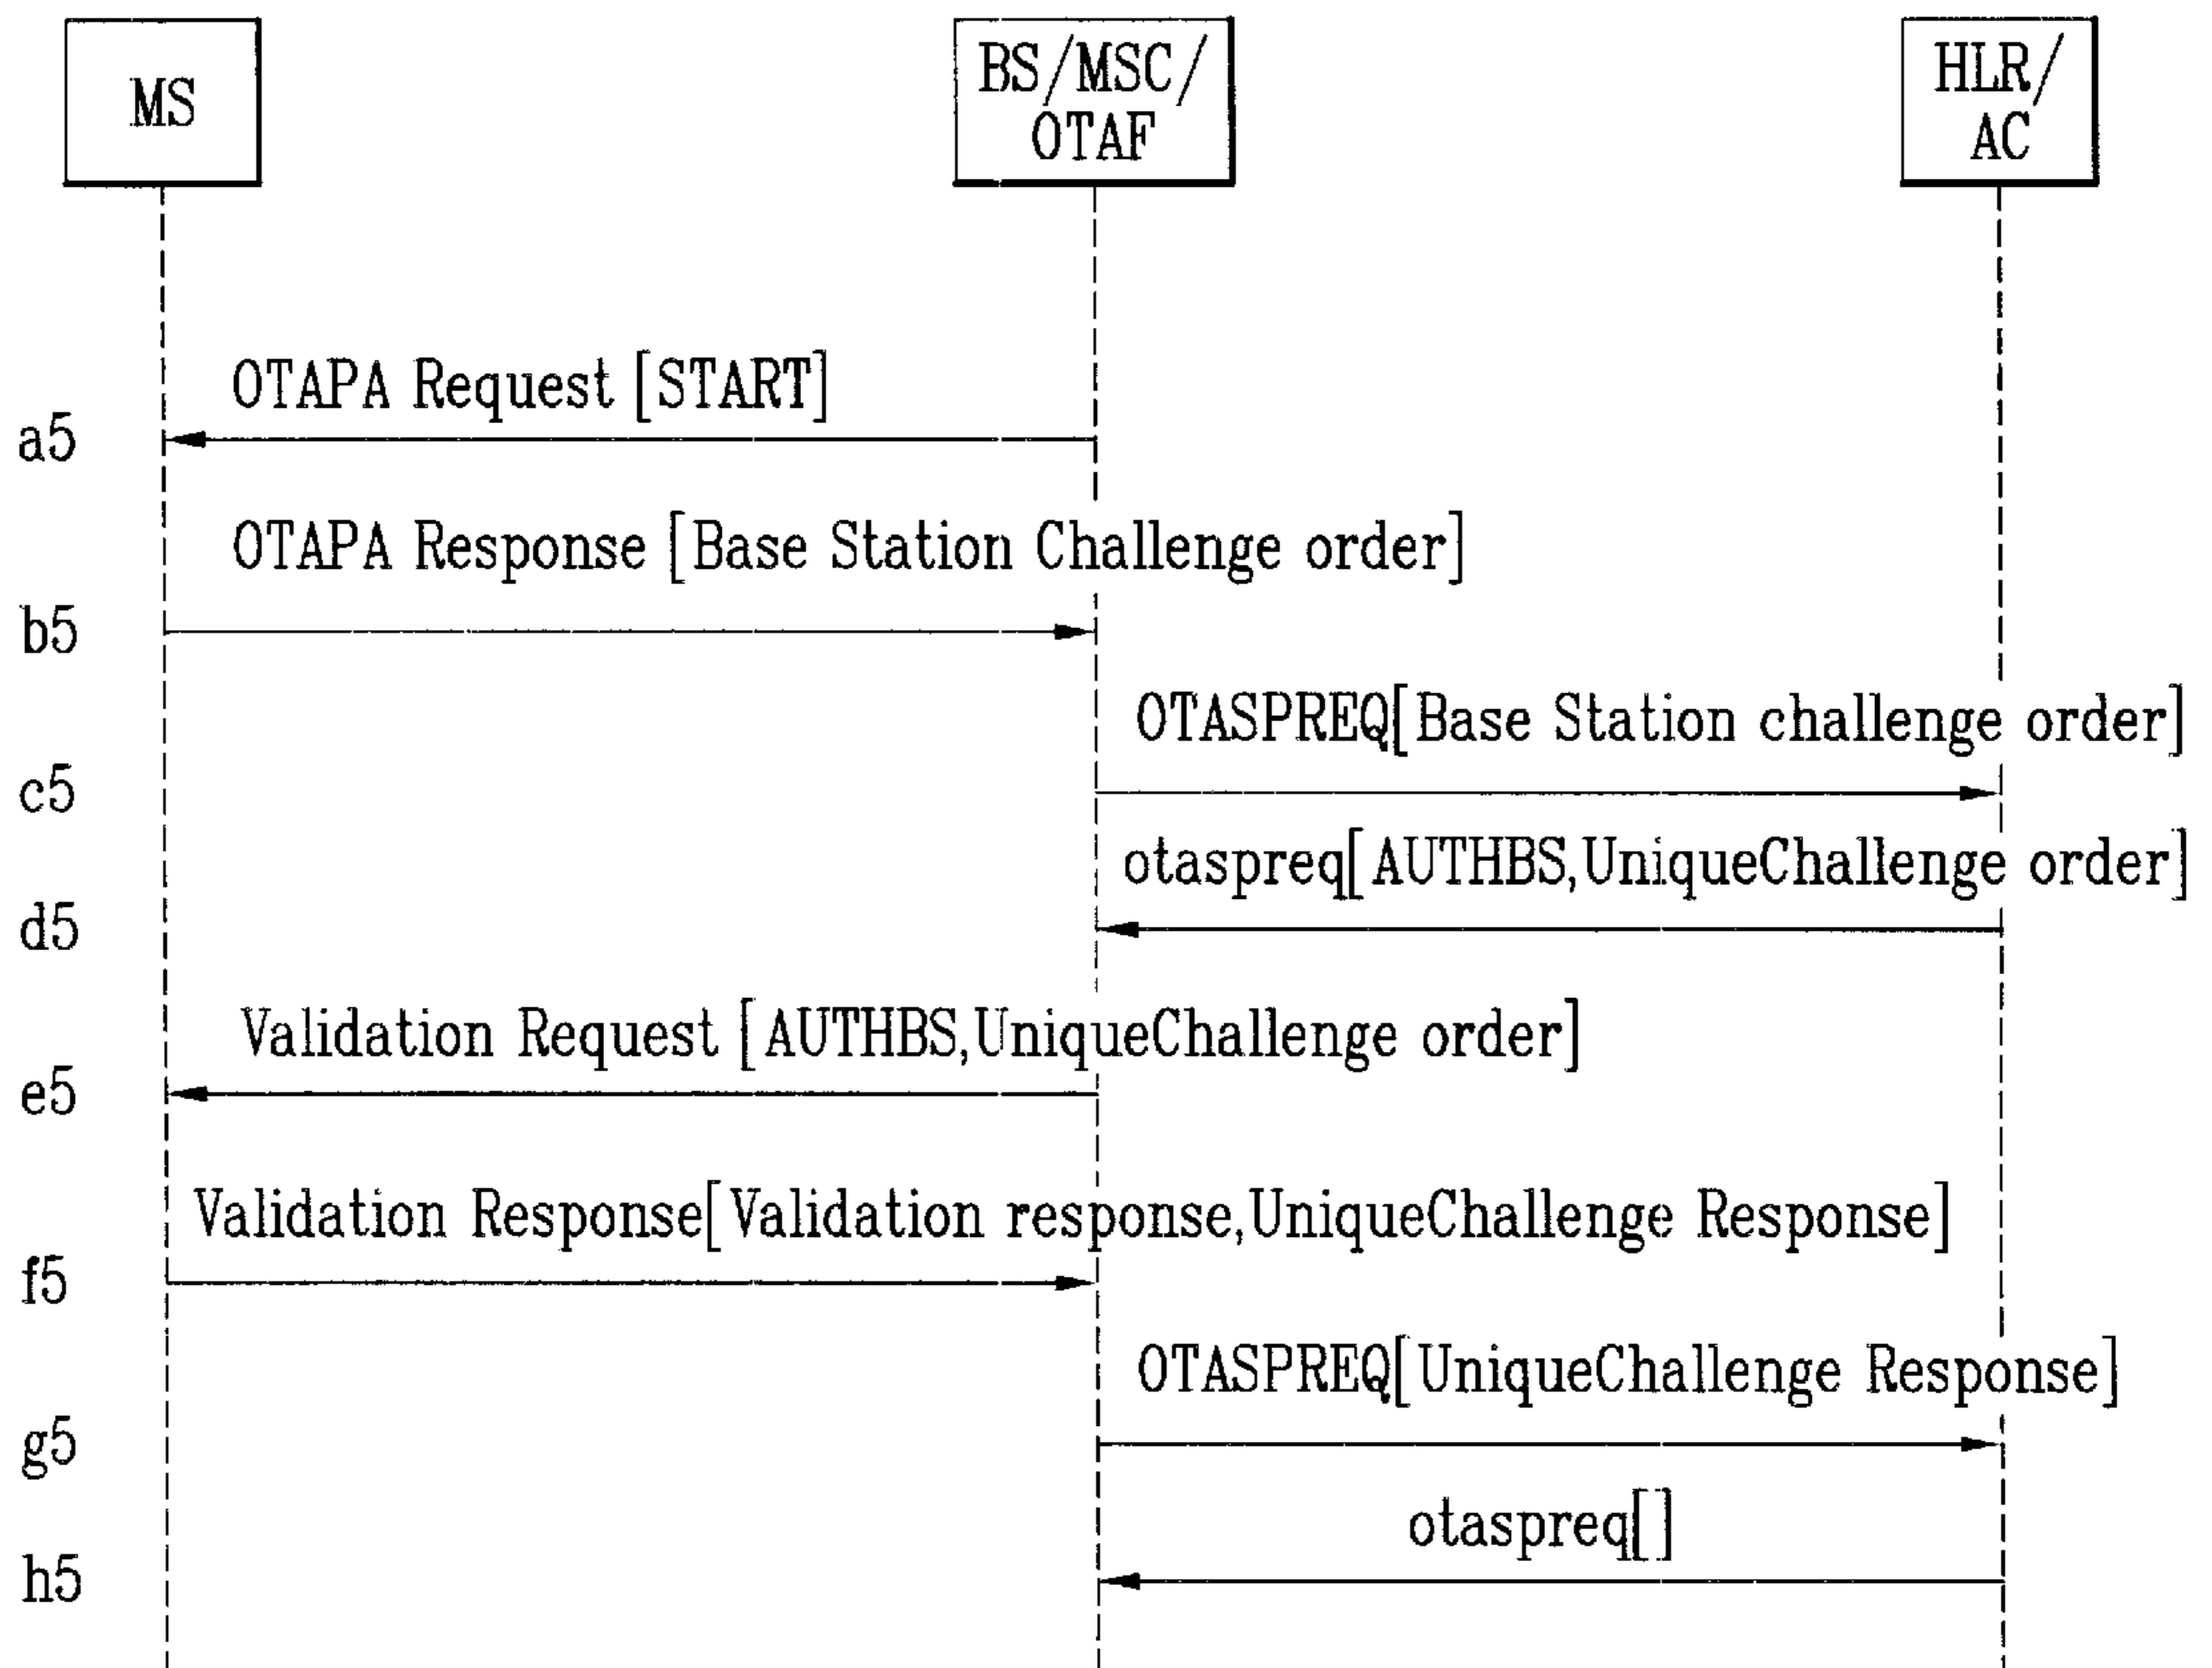 MS
BS/MSC/
OTAF
HLR/
AC
OTAPA Request [START]
a5
OTAPA Response [Base Station Challenge order]
b5
OTASPREQ[Base Station challenge order]
c5
otaspreq[AUTHBS,UniqueChallenge order]
d5
Validation Request [AUTHBS,UniqueChallenge order]
e5
Validation Response[Validation response,UniqueChallenge Response]
f5
OTASPREQ[UniqueChallenge Response]
g5
otaspreq[]
h5